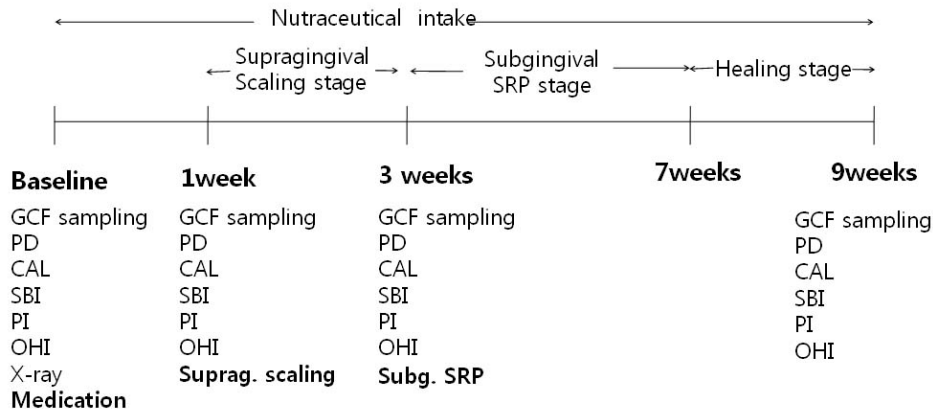 Nutraceutical intake
Supragingival
Scaling stage
Subgingival
SRP stage
Healing stage
Baseline
GCF sampling
PD
CAL
SBI
PI
OHI
X-ray
Medication
1week
GCF sampling
PD
CAL
SBI
PI
OHI
Suprag. scaling
3 weeks
GCF sampling
PD
CAL
SBI
PI
OHI
Subg. SRP
7weeks
9weeks
GCF sampling
PD
CAL
SBI
PI
OHI